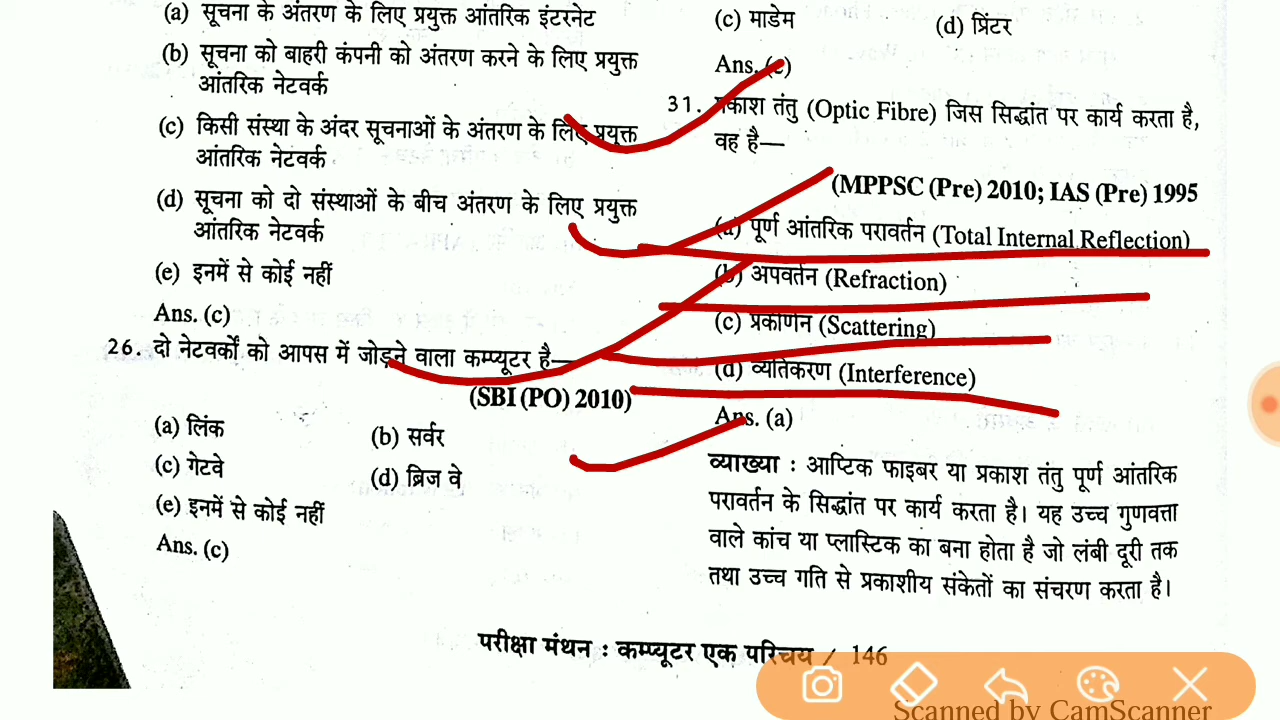 (a) सूचना के अंतरण के लिए प्रयुक्त आंतरिक इंटरनेट
(b) सूचना को बाहरी कंपनी को अंतरण करने के लिए प्रयुक्त
आंतरिक नेटवर्क
(c) किसी संस्था के अंदर सूचनाओं के अंतरण के लिए प्रयुक्त
आंतरिक नेटवर्क
(d) सूचना को दो संस्थाओं के बीच अंतरण के लिए प्रयुक्त
आंतरिक नेटवर्क
(e) इनमें से कोई नहीं
Ans. (c)
26. दो नेटवर्कों को आपस में जोड़ने वाला कम्प्यूटर है—
(SBI (PO) 2010)
(a) लिंक (b) सर्वर
(c) गेटवे (d) ब्रिज वे
(e) इनमें से कोई नहीं
Ans. (c)
(c) माडेम (d) प्रिंटर
Ans. (c)
31. प्रकाश तंतु (Optic Fibre) जिस सिद्धांत पर कार्य करता है,
वह है—
(MPPSC (Pre) 2010; IAS (Pre) 1995
(a) पूर्ण आंतरिक परावर्तन (Total Internal Reflection)
(b) अपवर्तन (Refraction)
(c) प्रकीर्णन (Scattering)
(d) व्यतिकरण (Interference)
Ans. (a)
व्याख्या : आप्टिक फाइबर या प्रकाश तंतु पूर्ण आंतरिक
परावर्तन के सिद्धांत पर कार्य करता है। यह उच्च गुणवत्ता
वाले कांच या प्लास्टिक का बना होता है जो लंबी दूरी तक
तथा उच्च गति से प्रकाशीय संकेतों का संचरण करता है।
परीक्षा मंथन : कम्प्यूटर एक परिचय / 146
Scanned by CamScanner